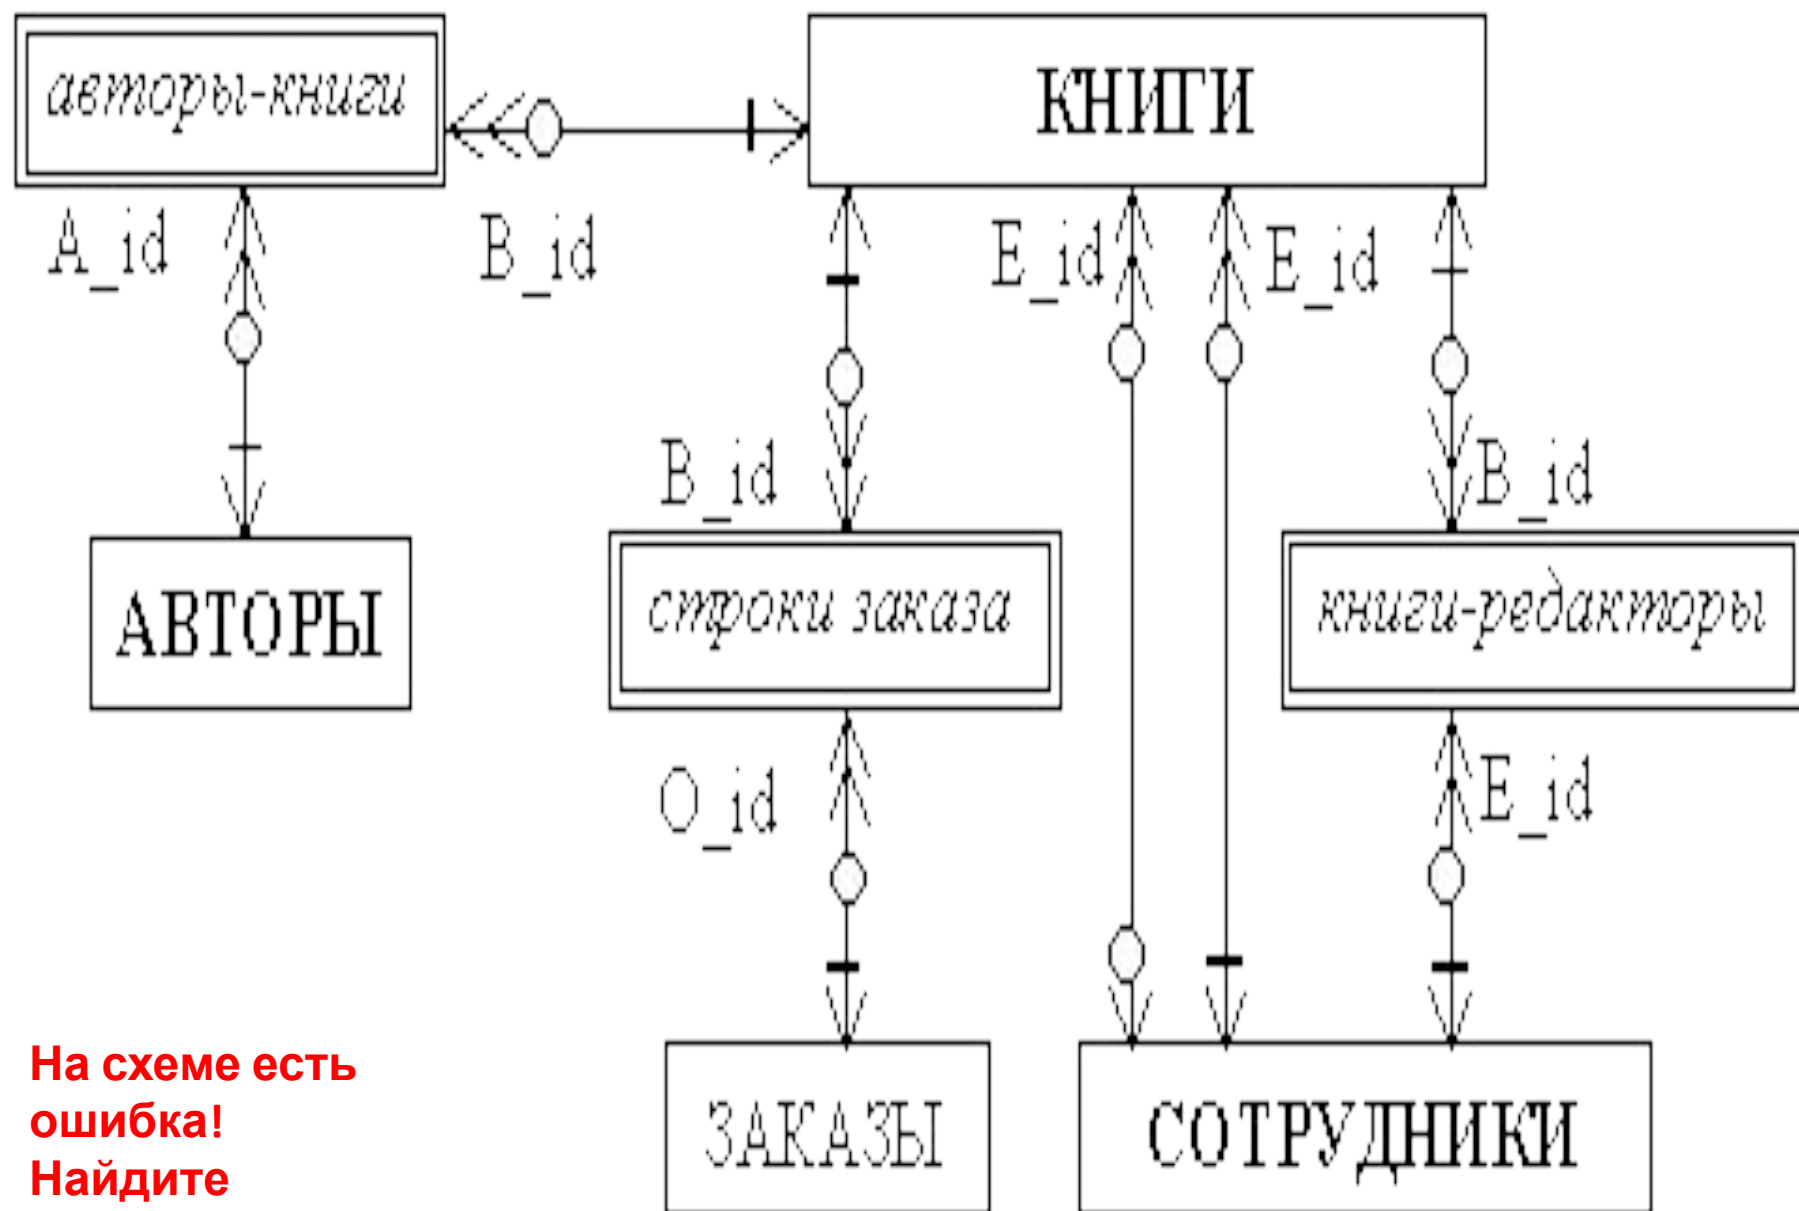 авторы-книги
КНИГИ
A_id
B_id
E_id
E_id
B_id
B_id
АВТОРЫ
строки заказа
книги-редакторы
O_id
E_id
ЗАКАЗЫ
СОТРУДНИКИ
На схеме есть
ошибка!
Найдите